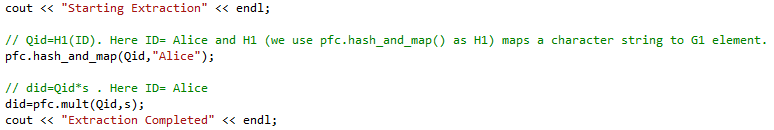 cout << "Starting Extraction" << endl;
// Qid=H1(ID). Here ID= Alice and H1 (we use pfc.hash_and_map() as H1) maps a character string to G1 element.
pfc.hash_and_map(Qid,"Alice");
// did=Qid*s . Here ID= Alice
did=pfc.mult(Qid,s);
cout << "Extraction Completed" << endl;